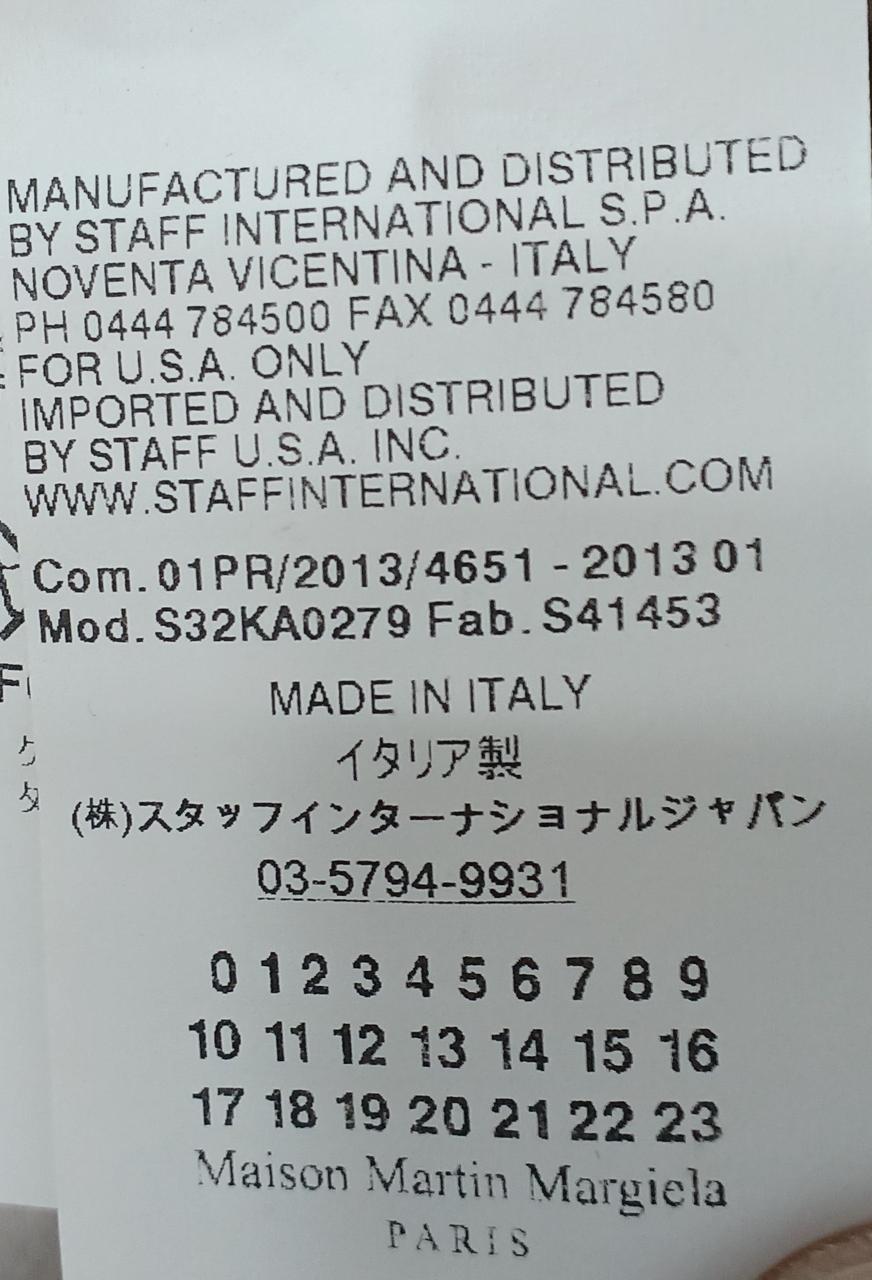 MANUFACTURED AND DISTRIBUTED
BY STAFF INTERNATIONAL S.P.A.
NOVENTA VICENTINA - ITALY
PH 0444 784500 FAX 0444 784580
FOR U.S.A. ONLY
IMPORTED AND DISTRIBUTED
BY STAFF U.S.A. INC.
WWW.STAFFINTERNATIONAL.COM
Com. 01PR/2013/4651 - 2013 01
Mod. S32KA0279 Fab. S41453
MADE IN ITALY
イタリア製
(株)スタッフインターナショナルジャパン
03-5794-9931
0 1 2 3 4 5 6 7 8 9
10 11 12 13 14 15 16
17 18 19 20 21 22 23
Maison Martin Margiela
PARIS